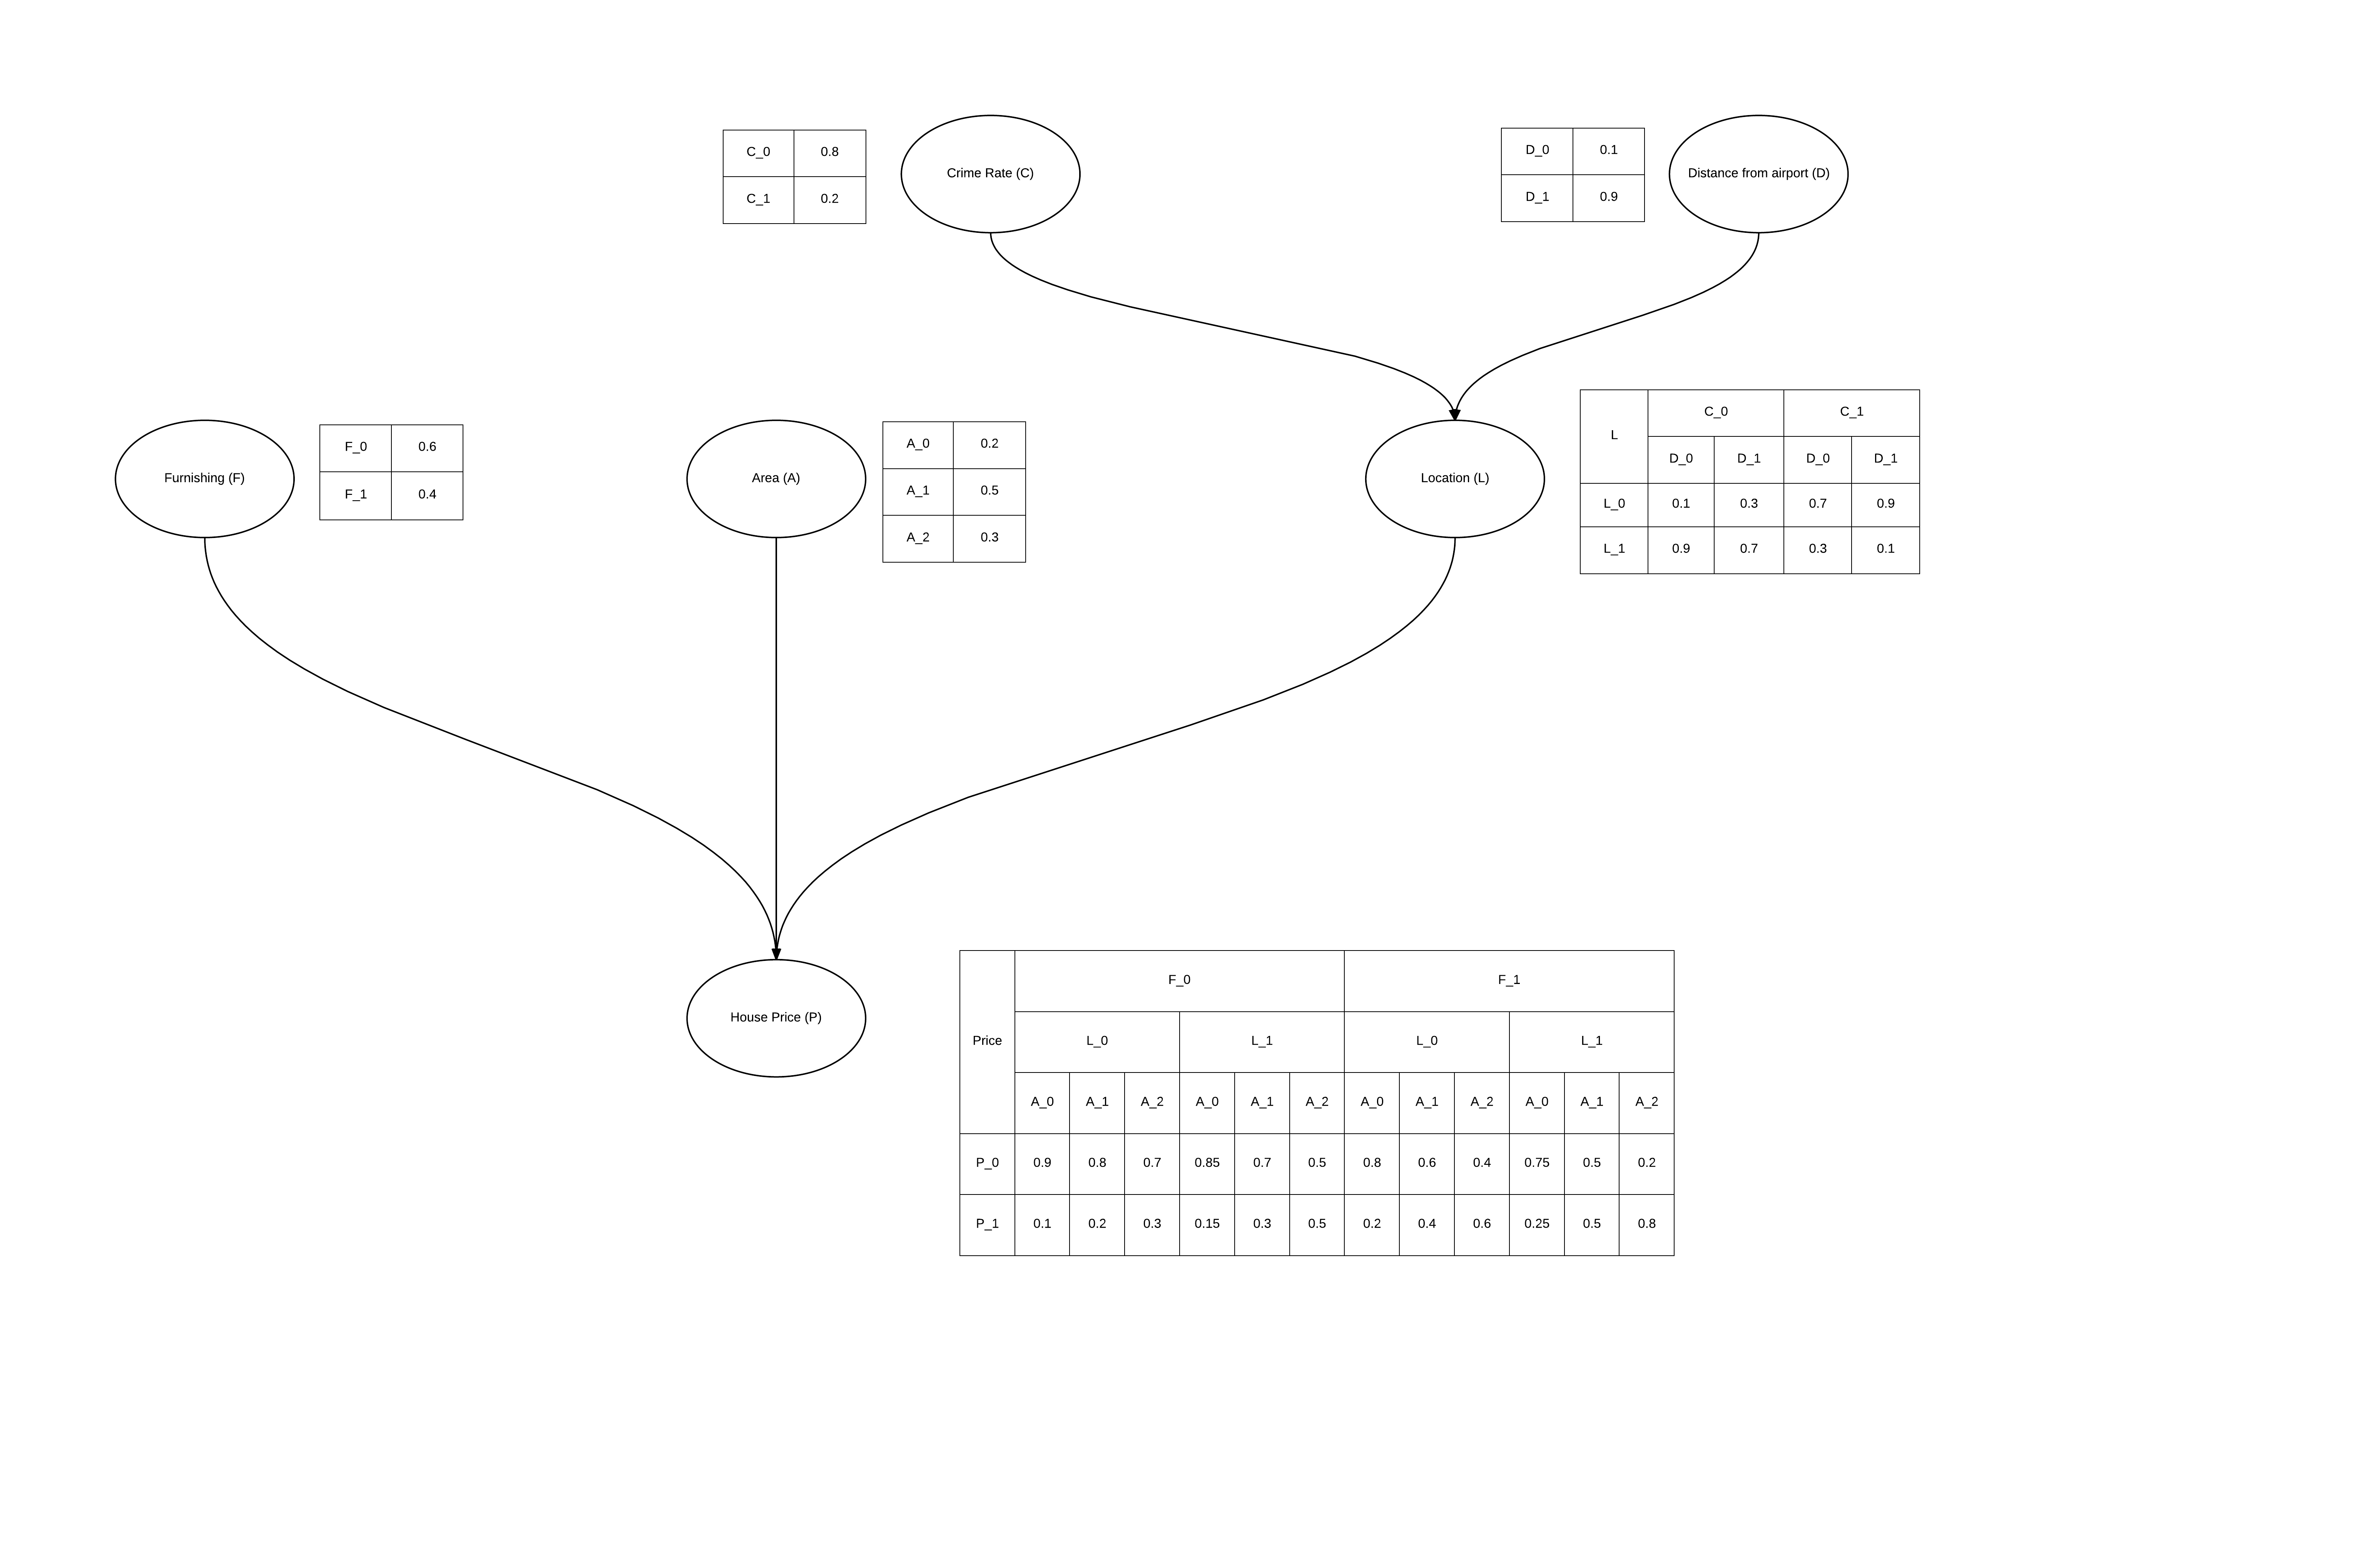 C_0 0.8
C_1 0.2
Crime Rate (C)
D_0 0.1
D_1 0.9
Distance from airport (D)
Furnishing (F)
F_0 0.6
F_1 0.4
Area (A)
A_0 0.2
A_1 0.5
A_2 0.3
Location (L)
L C_0 C_1
D_0 D_1 D_0 D_1
L_0 0.1 0.3 0.7 0.9
L_1 0.9 0.7 0.3 0.1
House Price (P)
Price F_0 F_1
L_0 L_1 L_0 L_1
A_0 A_1 A_2 A_0 A_1 A_2 A_0 A_1 A_2 A_0 A_1 A_2
P_0 0.9 0.8 0.7 0.85 0.7 0.5 0.8 0.6 0.4 0.75 0.5 0.2
P_1 0.1 0.2 0.3 0.15 0.3 0.5 0.2 0.4 0.6 0.25 0.5 0.8